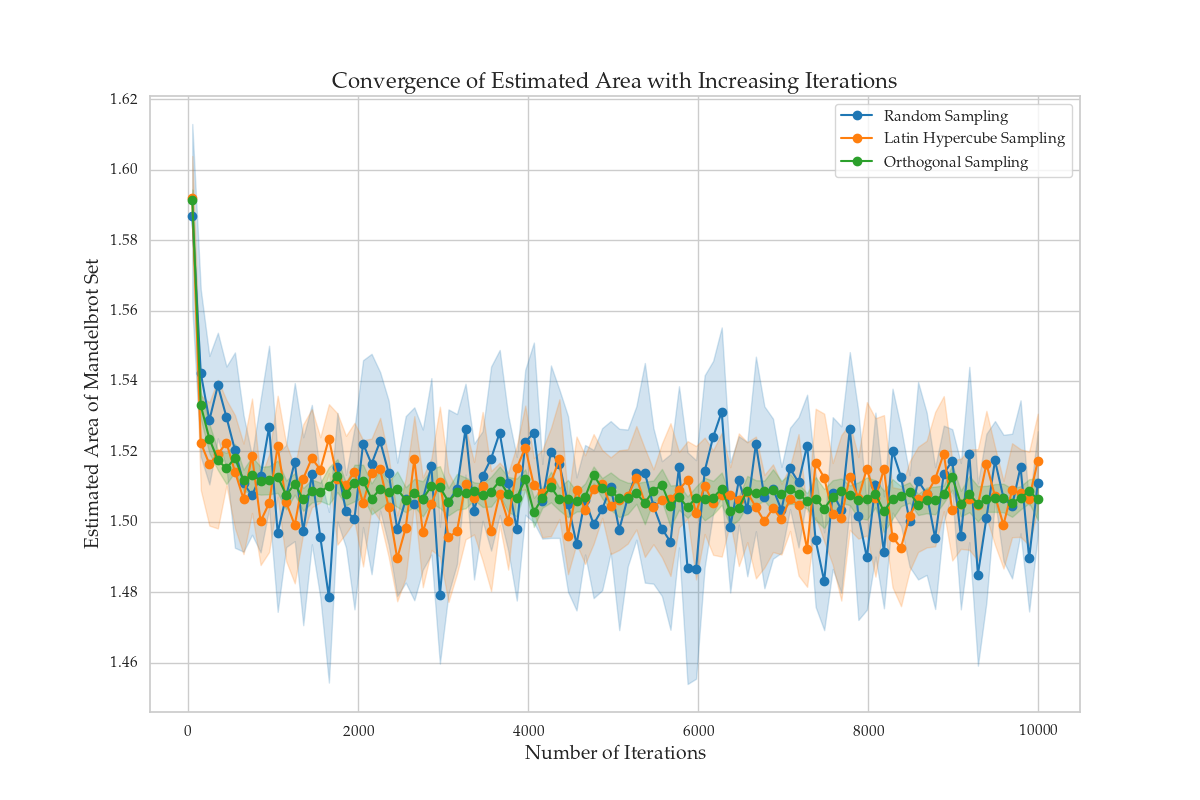 Convergence of Estimated Area with Increasing Iterations
Random Sampling
Latin Hypercube Sampling
Orthogonal Sampling
Estimated Area of Mandelbrot Set
1.62
1.60
1.58
1.56
1.54
1.52
1.50
1.48
1.46
0
2000
4000
6000
8000
10000
Number of Iterations